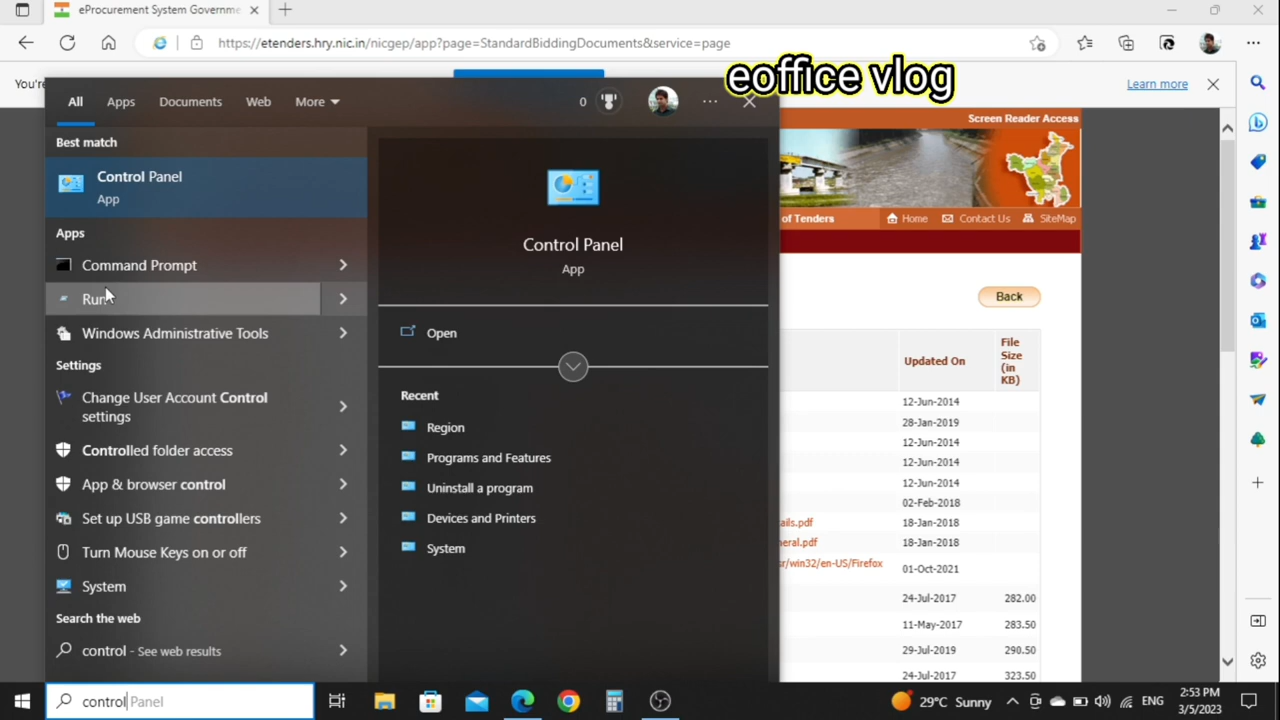 eProcurement System Governme
https://etenders.hry.nic.in/nicgep/app?page=StandardBiddingDocuments&service=page
eoffice vlog
You're
Learn more
All Apps Documents Web More
0
Best match
Control Panel
App
Apps
Command Prompt
Run
Windows Administrative Tools
Settings
Change User Account Control
settings
Controlled folder access
App & browser control
Set up USB game controllers
Turn Mouse Keys on or off
System
Search the web
control - See web results
Control Panel
App
Open
Recent
Region
Programs and Features
Uninstall a program
Devices and Printers
System
Screen Reader Access
of Tenders
Home Contact Us SiteMap
Back
Updated On
File
Size
(in
KB)
12-Jun-2014
28-Jan-2019
12-Jun-2014
12-Jun-2014
12-Jun-2014
02-Feb-2018
ails.pdf 18-Jan-2018
neral.pdf 18-Jan-2018
sr/win32/en-US/Firefox 01-Oct-2021
24-Jul-2017 282.00
11-May-2017 283.50
29-Jul-2019 290.50
24-Jul-2017 323.50
control Panel
29°C Sunny
ENG
2:53 PM
3/5/2023